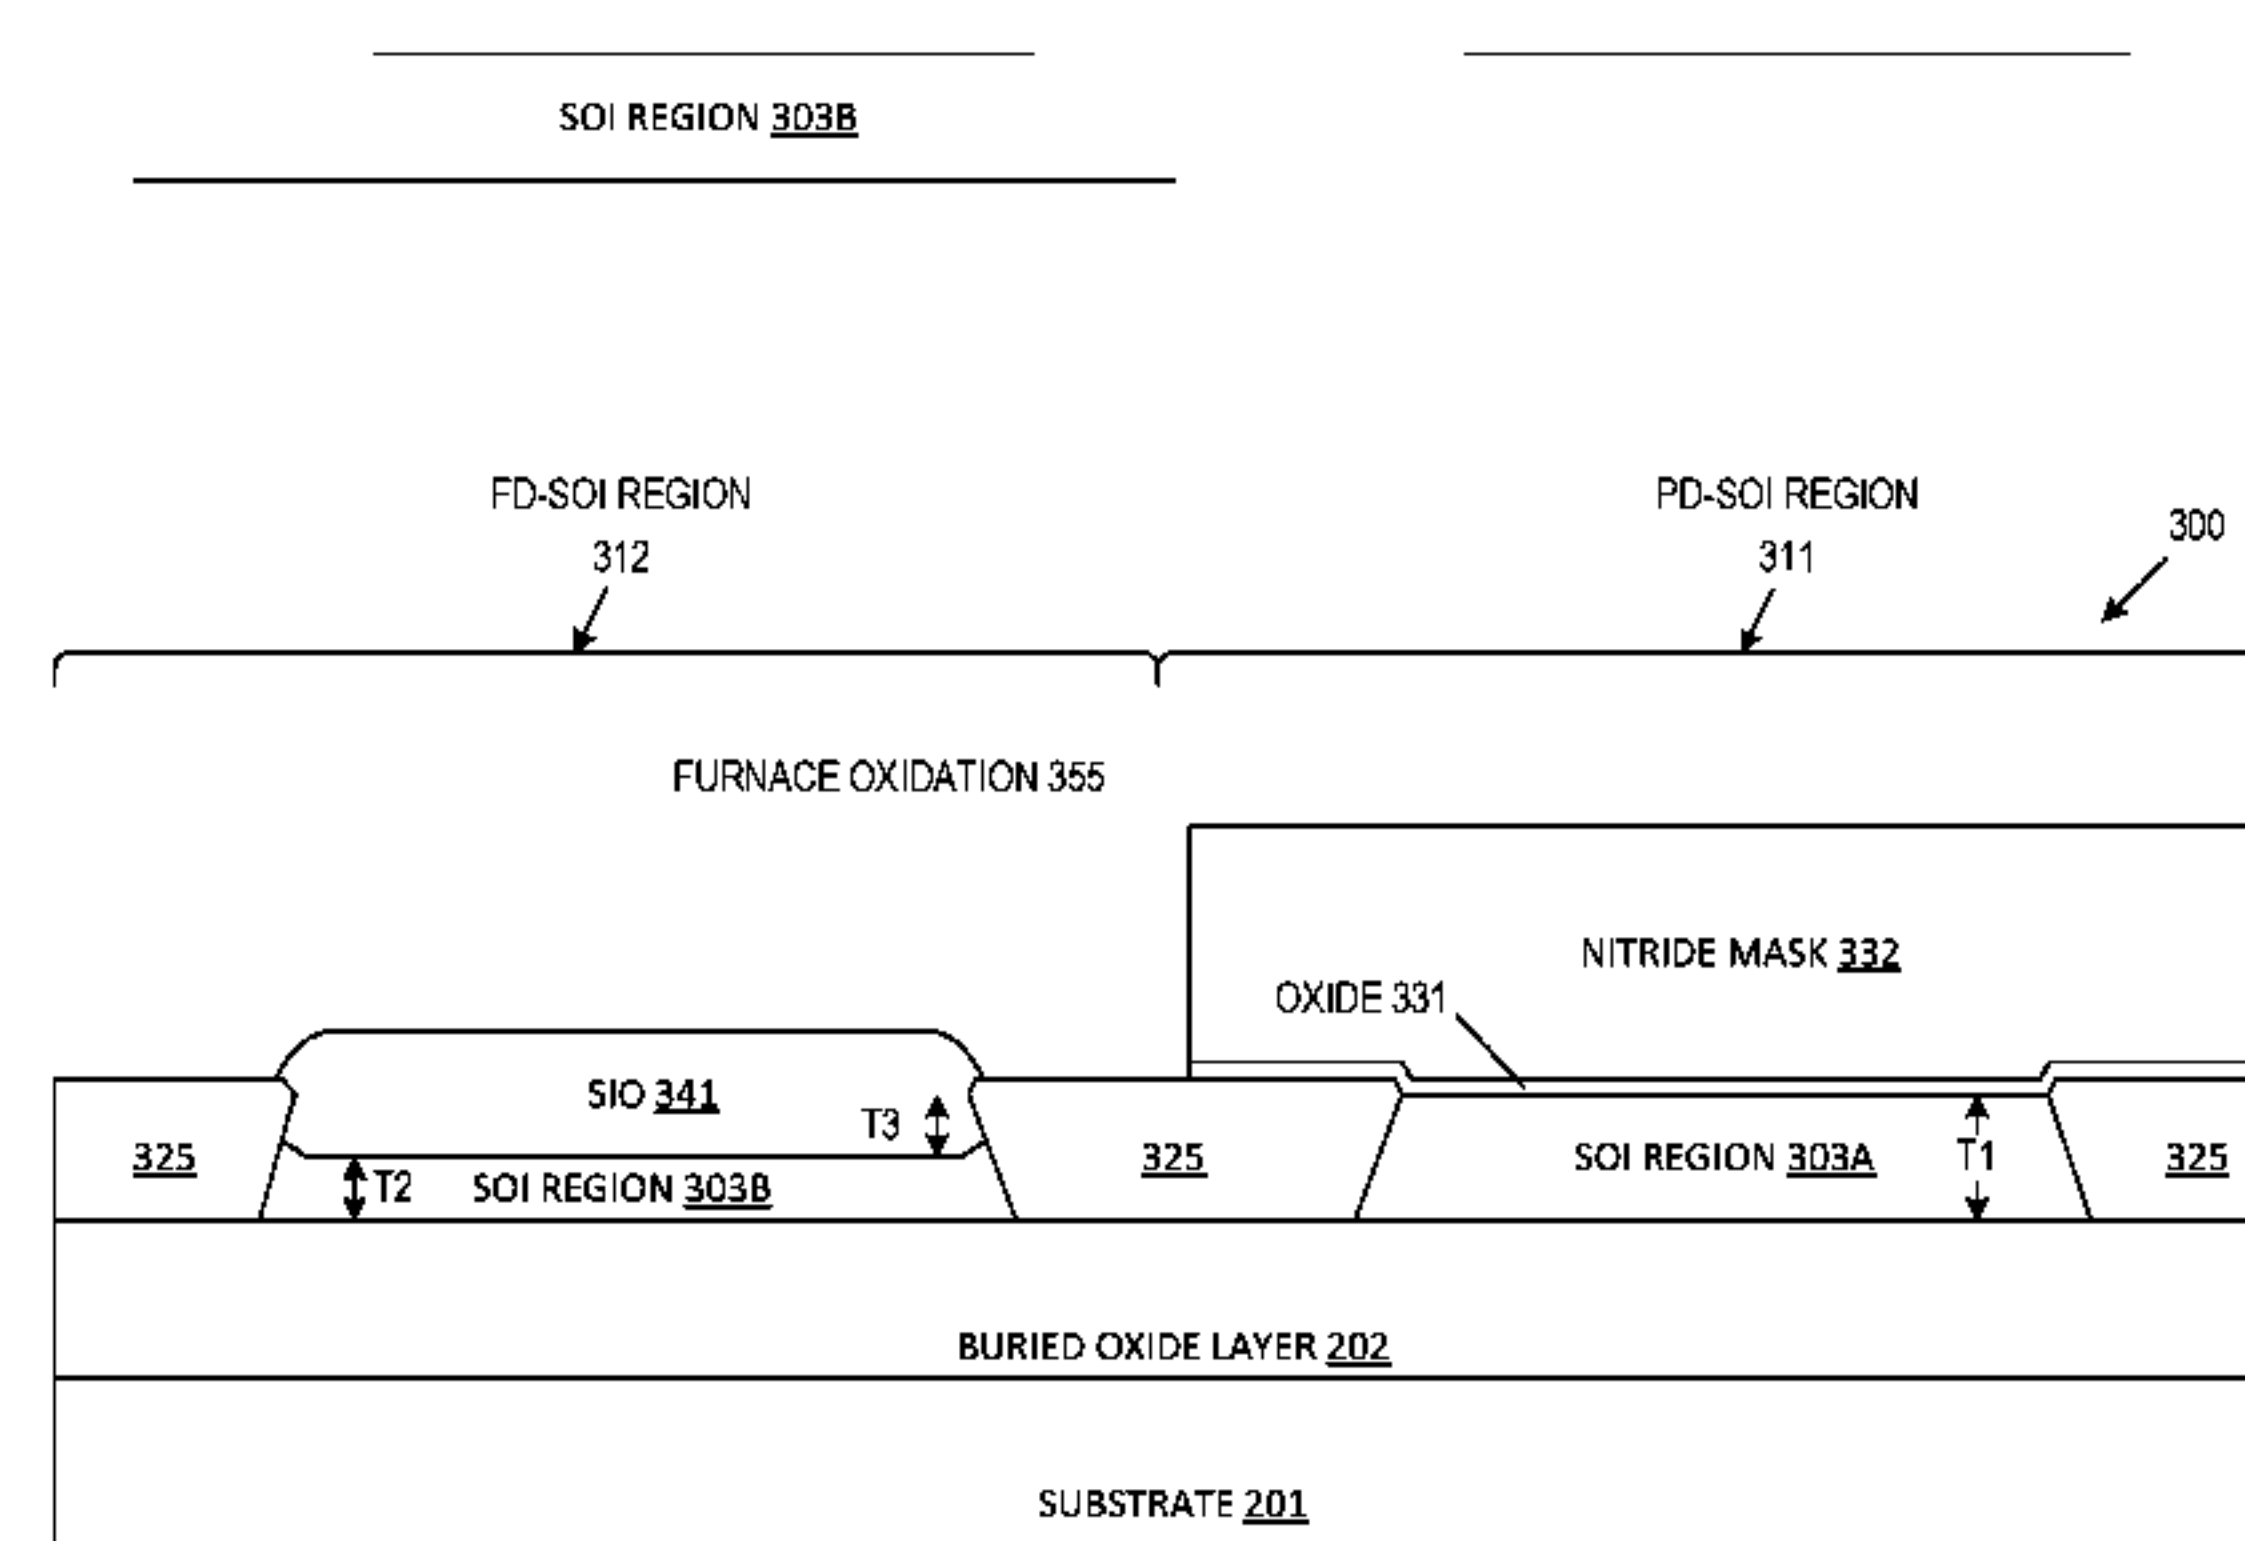 SOI REGION 303B
FD-SOI REGION
312
PD-SOI REGION
311
300
FURNACE OXIDATION 355
NITRIDE MASK 332
OXIDE 331
SIO 341
T3
325
T2
SOI REGION 303B
325
SOI REGION 303A
T1
325
BURIED OXIDE LAYER 202
SUBSTRATE 201